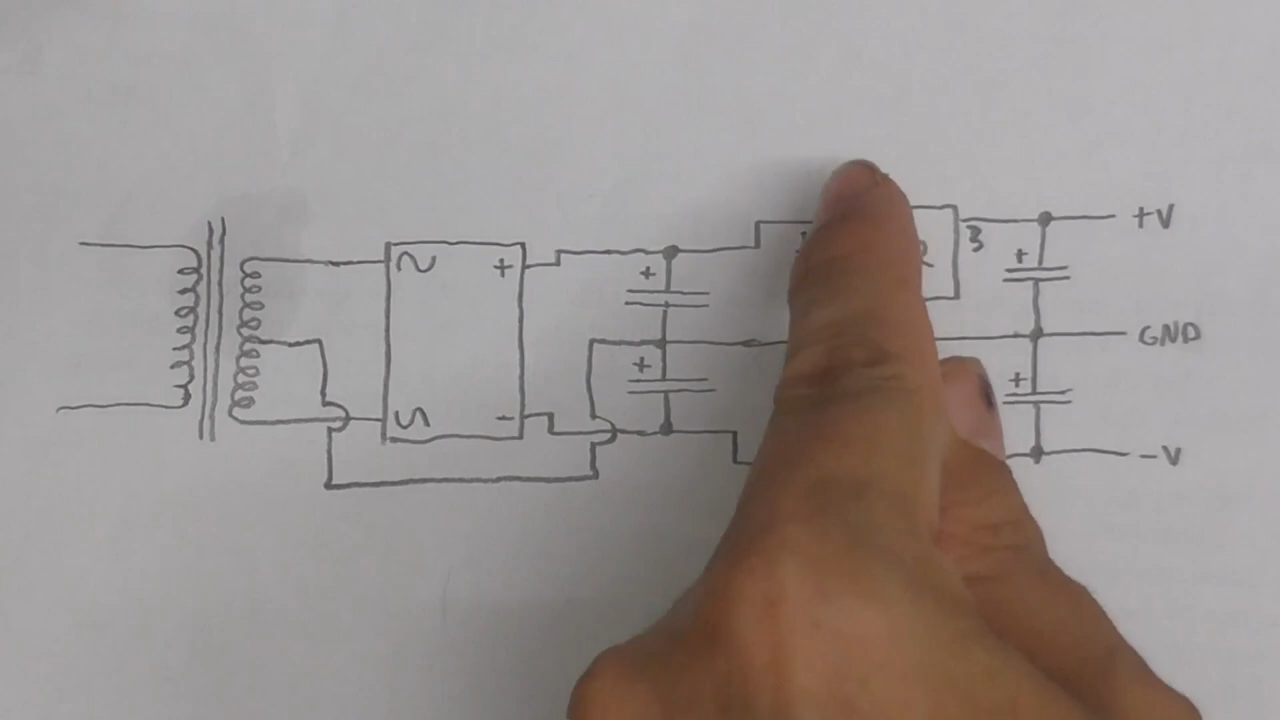 +V
3
+
+
+
GND
+
+
-
-V